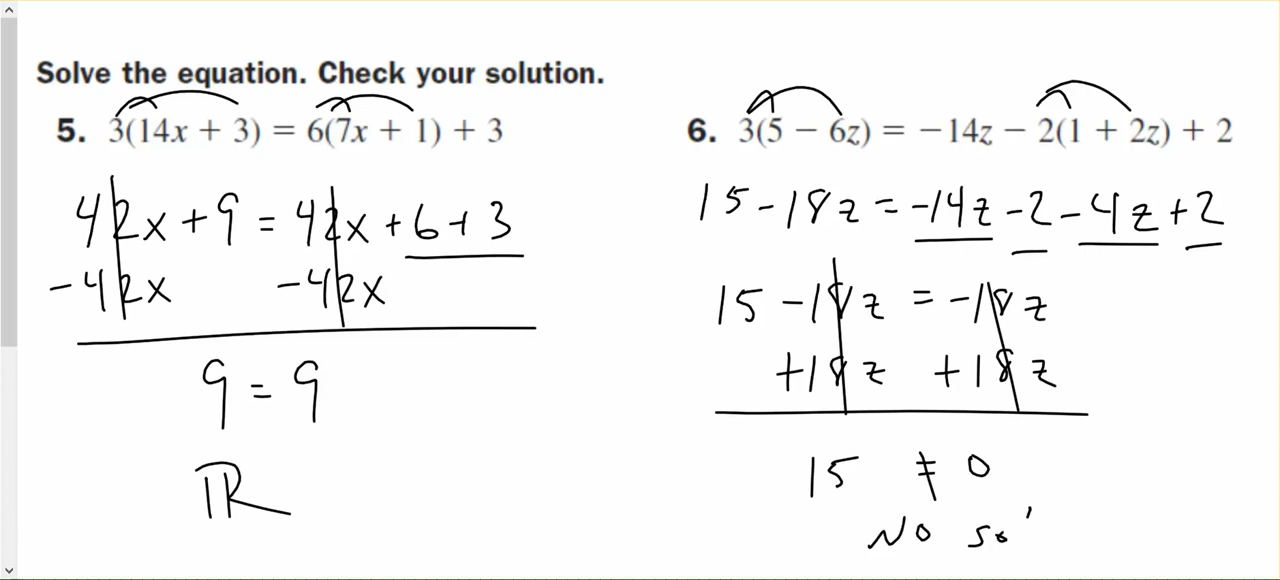 Solve the equation. Check your solution.
5. 3(14x + 3) = 6(7x + 1) + 3
42x + 9 = 42x + 6 + 3
-42x -42x
9 = 9
ℝ
6. 3(5 − 6z) = −14z − 2(1 + 2z) + 2
15 - 18z = -14z - 2 - 4z + 2
15 - 18z = -18z
+18z +18z
15 ≠ 0
No so